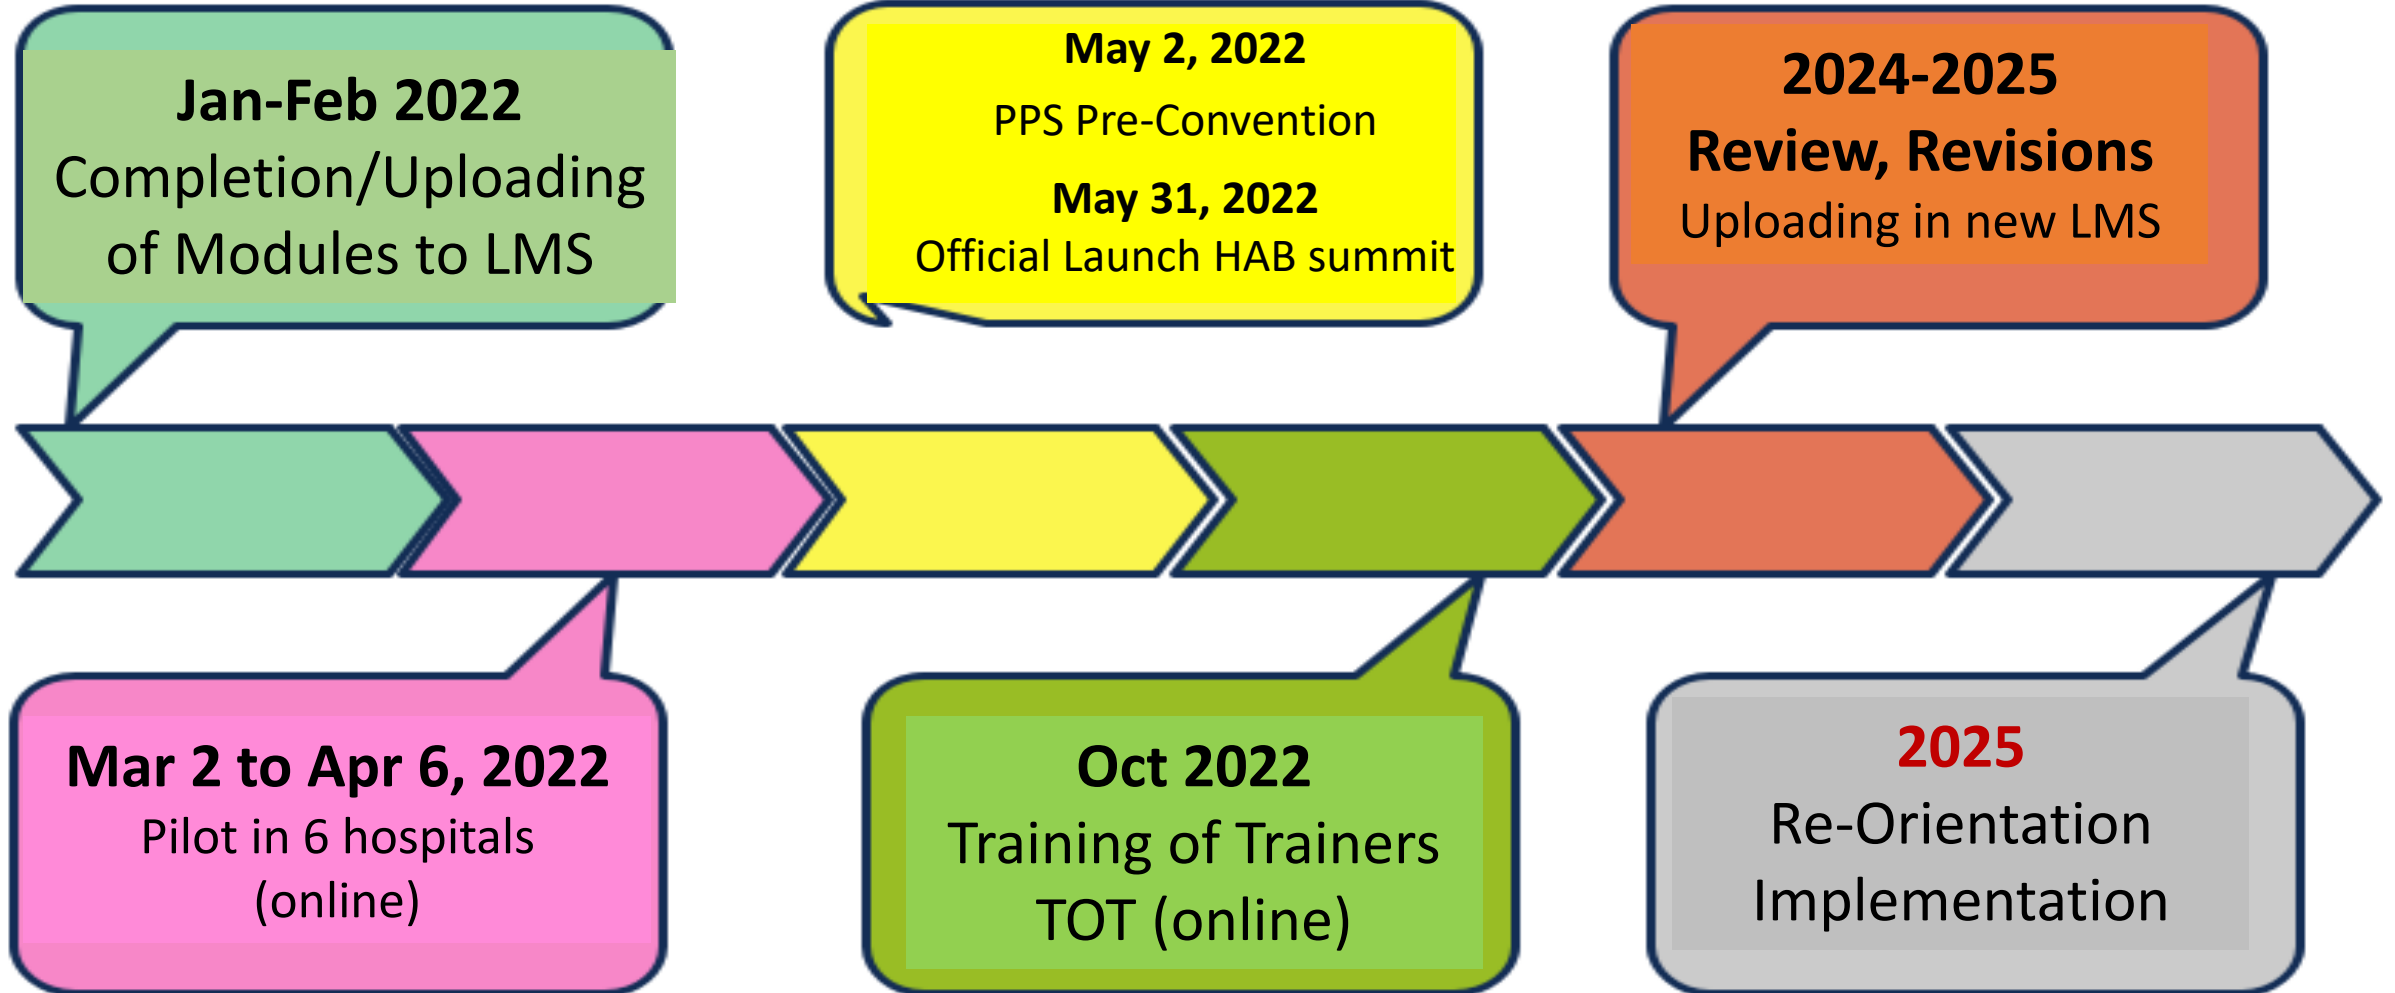 Jan-Feb 2022
Completion/Uploading
of Modules to LMS
Mar 2 to Apr 6, 2022
Pilot in 6 hospitals
(online)
May 2, 2022
PPS Pre-Convention
May 31, 2022
Official Launch HAB summit
Oct 2022
Training of Trainers
TOT (online)
2024-2025
Review, Revisions
Uploading in new LMS
2025
Re-Orientation
Implementation